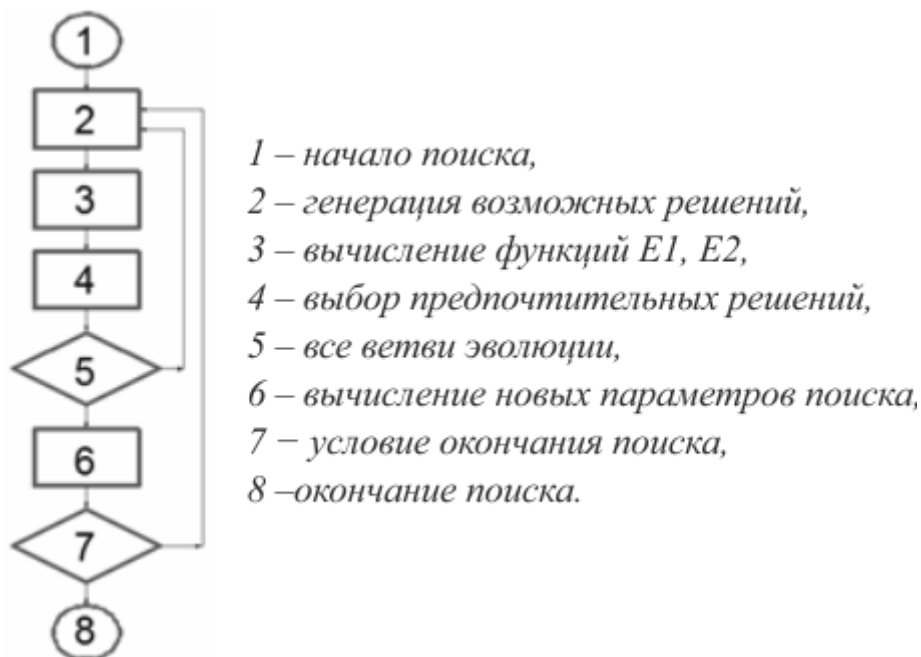 1
2
3
4
5
6
7
8
1 – начало поиска,
2 – генерация возможных решений,
3 – вычисление функций E1, E2,
4 – выбор предпочтительных решений,
5 – все ветви эволюции,
6 – вычисление новых параметров поиска,
7 – условие окончания поиска,
8 –окончание поиска.